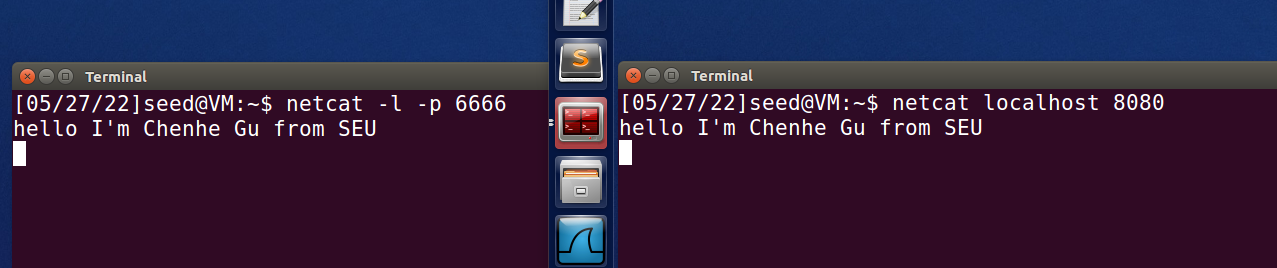 Terminal
[05/27/22]seed@VM:~$ netcat -l -p 6666
hello I'm Chenhe Gu from SEU
Terminal
[05/27/22]seed@VM:~$ netcat localhost 8080
hello I'm Chenhe Gu from SEU